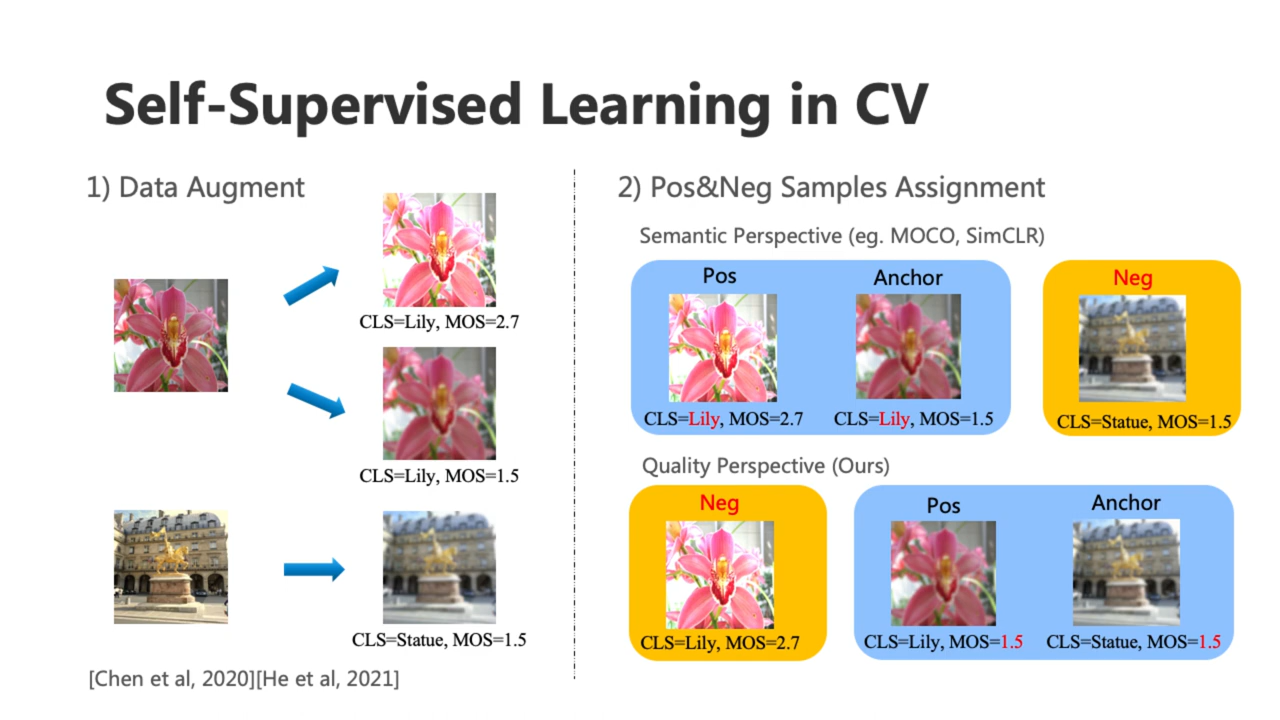 Self-Supervised Learning in CV
1) Data Augment
CLS=Lily, MOS=2.7
CLS=Lily, MOS=1.5
CLS=Statue, MOS=1.5
[Chen et al, 2020][He et al, 2021]
2) Pos&Neg Samples Assignment
Semantic Perspective (eg. MOCO, SimCLR)
Pos
Anchor
Neg
CLS=Lily, MOS=2.7
CLS=Lily, MOS=1.5
CLS=Statue, MOS=1.5
Quality Perspective (Ours)
Neg
Pos
Anchor
CLS=Lily, MOS=2.7
CLS=Lily, MOS=1.5
CLS=Statue, MOS=1.5